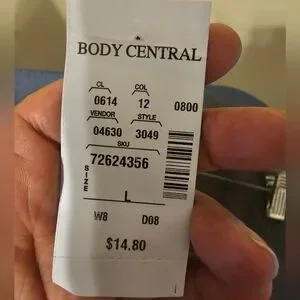 BODY CENTRAL
CL COL
0614 12 0800
VENDOR STYLE
04630 3049
SKU
72624356
SIZE
L
W8 D08
$14.80